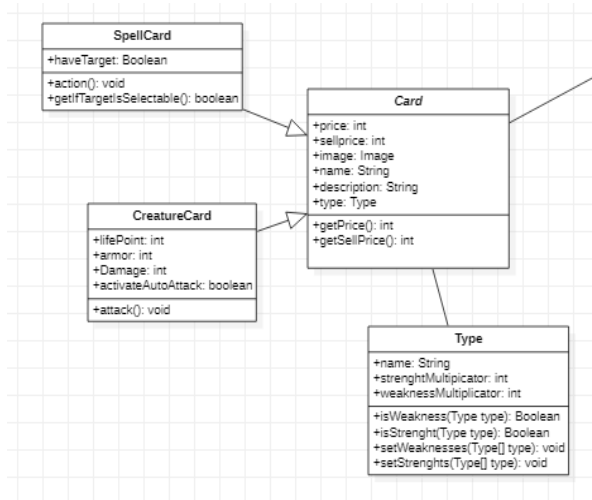 SpellCard
+haveTarget: Boolean
+action(): void
+getIfTargetIsSelectable(): boolean
Card
+price: int
+sellprice: int
+image: Image
+name: String
+description: String
+type: Type
+getPrice(): int
+getSellPrice(): int
CreatureCard
+lifePoint: int
+armor: int
+Damage: int
+activateAutoAttack: boolean
+attack(): void
Type
+name: String
+strenghtMultipicator: int
+weaknessMultiplicator: int
+isWeakness(Type type): Boolean
+isStrenght(Type type): Boolean
+setWeaknesses(Type[] type): void
+setStrenghts(Type[] type): void